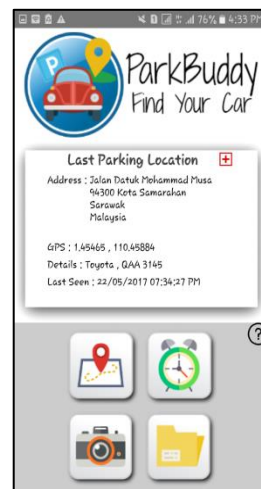 76% 4:33 PM
P
ParkBuddy
Find Your Car
Last Parking Location
Address : Jalan Datuk Mohammad Musa
94300 Kota Samarahan
Sarawak
Malaysia
GPS : 1.45465 , 110.45884
Details : Toyota , QAA 3145
Last Seen : 22/05/2017 07:34:27 PM
?